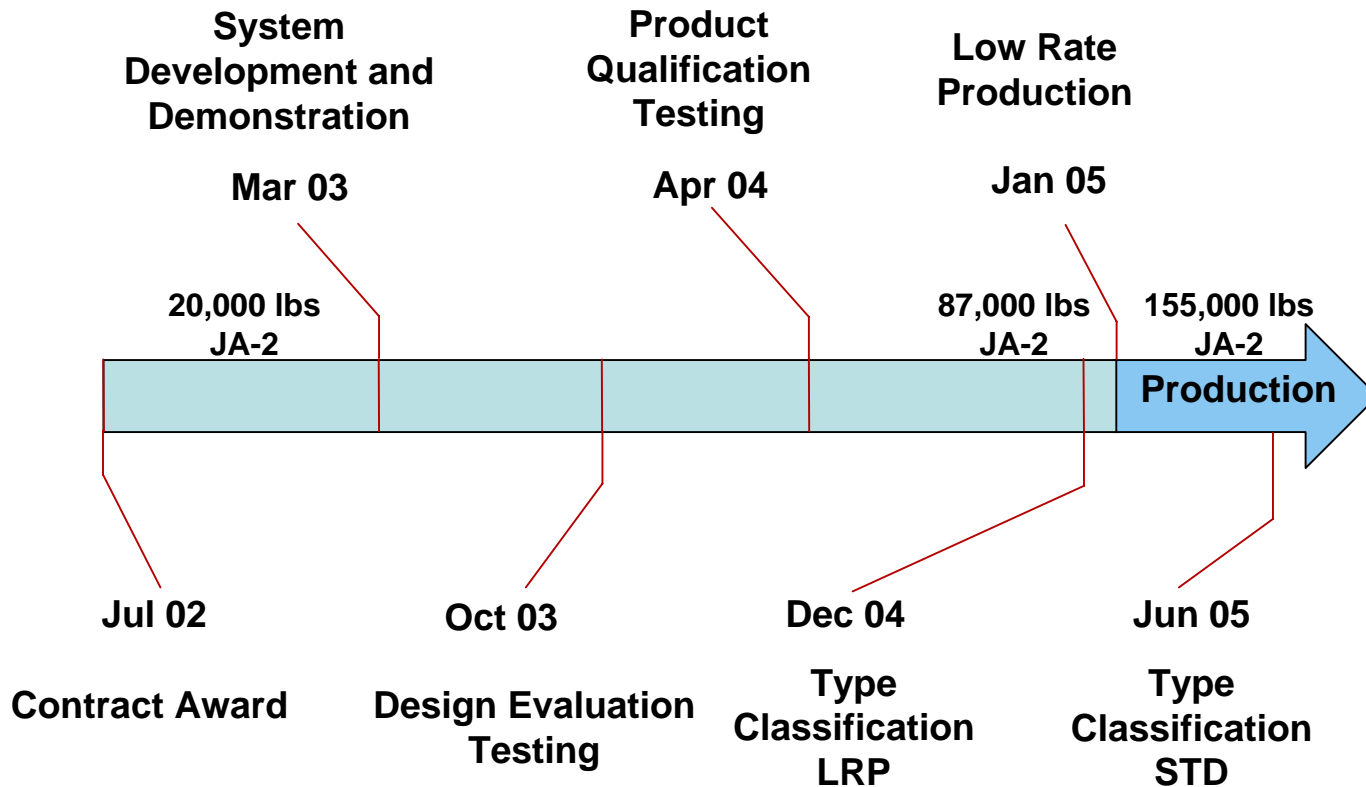 System
Development and
Demonstration
Mar 03
Product
Qualification
Testing
Apr 04
Low Rate
Production
Jan 05
20,000 lbs
JA-2
87,000 lbs
JA-2
155,000 lbs
JA-2
Production
Jul 02
Contract Award
Oct 03
Design Evaluation
Testing
Dec 04
Type
Classification
LRP
Jun 05
Type
Classification
STD